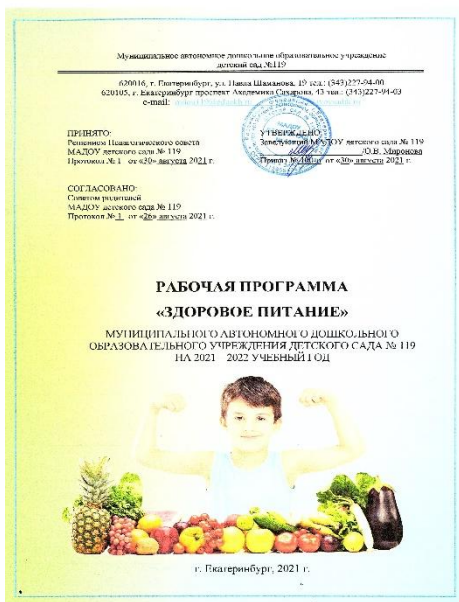 Муниципальное автономное дошкольное образовательное учреждение
детский сад №119
620016, г. Екатеринбург, ул. Павла Шаманова, 19 тел.: (343)227-94-00
620105, г. Екатеринбург проспект Академика Сахарова, 43 тел.: (343)227-94-03
e-mail:
ПРИНЯТО:
Решением Педагогического совета
МАДОУ детского сада № 119
Протокол № 1 от «30» августа 2021 г.
УТВЕРЖДЕНО
Заведующий МАДОУ детского сада № 119
/О.В. Миронова
Приказ № от «30» августа 2021 г.
СОГЛАСОВАНО:
Советом родителей
МАДОУ детского сада № 119
Протокол № 1 от «26» августа 2021 г.
РАБОЧАЯ ПРОГРАММА
«ЗДОРОВОЕ ПИТАНИЕ»
МУНИЦИПАЛЬНОГО АВТОНОМНОГО ДОШКОЛЬНОГО
ОБРАЗОВАТЕЛЬНОГО УЧРЕЖДЕНИЯ ДЕТСКОГО САДА № 119
НА 2021 – 2022 УЧЕБНЫЙ ГОД
г. Екатеринбург, 2021 г.